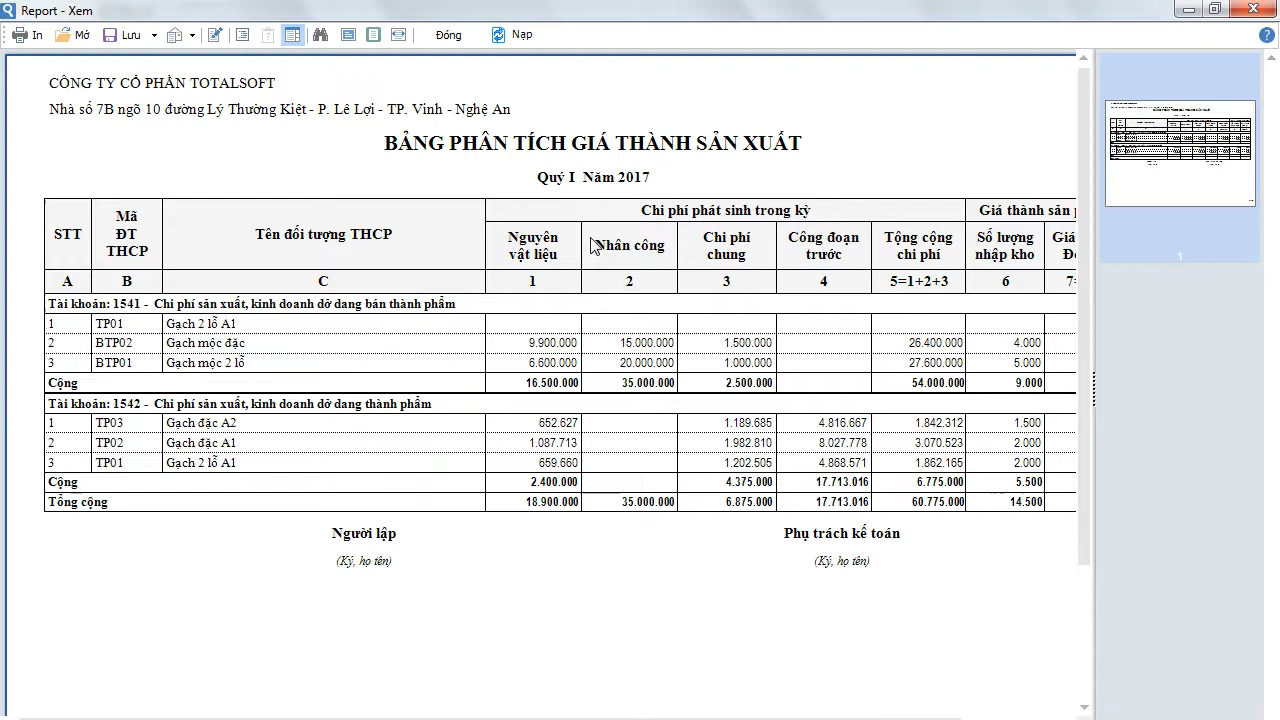 Report - Xem
In Mở Lưu Đóng Nạp
CÔNG TY CỔ PHẦN TOTALSOFT
Nhà số 7B ngõ 10 đường Lý Thường Kiệt - P. Lê Lợi - TP. Vinh - Nghệ An
BẢNG PHÂN TÍCH GIÁ THÀNH SẢN XUẤT
Quý I Năm 2017
STT Mã ĐT THCP Tên đối tượng THCP Chi phí phát sinh trong kỳ Giá thành sản
Nguyên vật liệu Nhân công Chi phí chung Công đoạn trước Tộng cộng chi phí Số lượng nhập kho Giá
A B C 1 2 3 4 5=1+2+3 6 7=
Tài khoản: 1541 - Chi phí sản xuất, kinh doanh dở dang bán thành phẩm
1 TP01 Gạch 2 lỗ A1
2 BTP02 Gạch mộc đặc 9.900.000 15.000.000 1.500.000 26.400.000 4.000
3 BTP01 Gạch mộc 2 lỗ 6.600.000 20.000.000 1.000.000 27.600.000 5.000
Cộng 16.500.000 35.000.000 2.500.000 54.000.000 9.000
Tài khoản: 1542 - Chi phí sản xuất, kinh doanh dở dang thành phẩm
1 TP03 Gạch đặc A2 652.627 1.189.685 4.816.667 1.842.312 1.500
2 TP02 Gạch đặc A1 1.087.713 1.982.810 8.027.778 3.070.523 2.000
3 TP01 Gạch 2 lỗ A1 659.660 1.202.505 4.868.571 1.862.165 2.000
Cộng 2.400.000 4.375.000 17.713.016 6.775.000 5.500
Tổng cộng 18.900.000 35.000.000 6.875.000 17.713.016 60.775.000 14.500
Người lập Phụ trách kế toán
(Ký, họ tên) (Ký, họ tên)
1